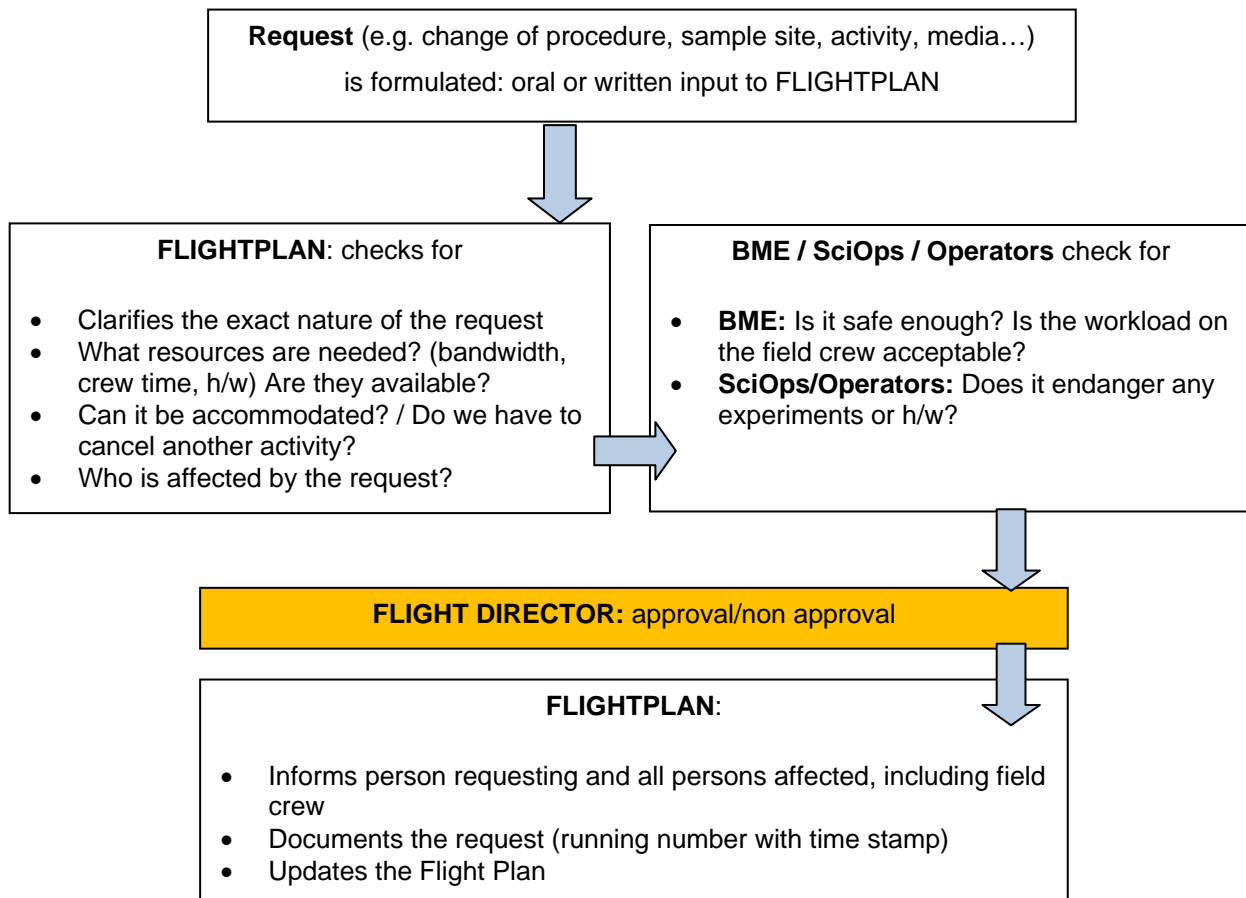 Request (e.g. change of procedure, sample site, activity, media…)
is formulated: oral or written input to FLIGHTPLAN
FLIGHTPLAN: checks for
• Clarifies the exact nature of the request
• What resources are needed? (bandwidth,
crew time, h/w) Are they available?
• Can it be accommodated? / Do we have to
cancel another activity?
• Who is affected by the request?
BME / SciOps / Operators check for
• BME: Is it safe enough? Is the workload on
the field crew acceptable?
• SciOps/Operators: Does it endanger any
experiments or h/w?
FLIGHT DIRECTOR: approval/non approval
FLIGHTPLAN:
• Informs person requesting and all persons affected, including field
crew
• Documents the request (running number with time stamp)
• Updates the Flight Plan